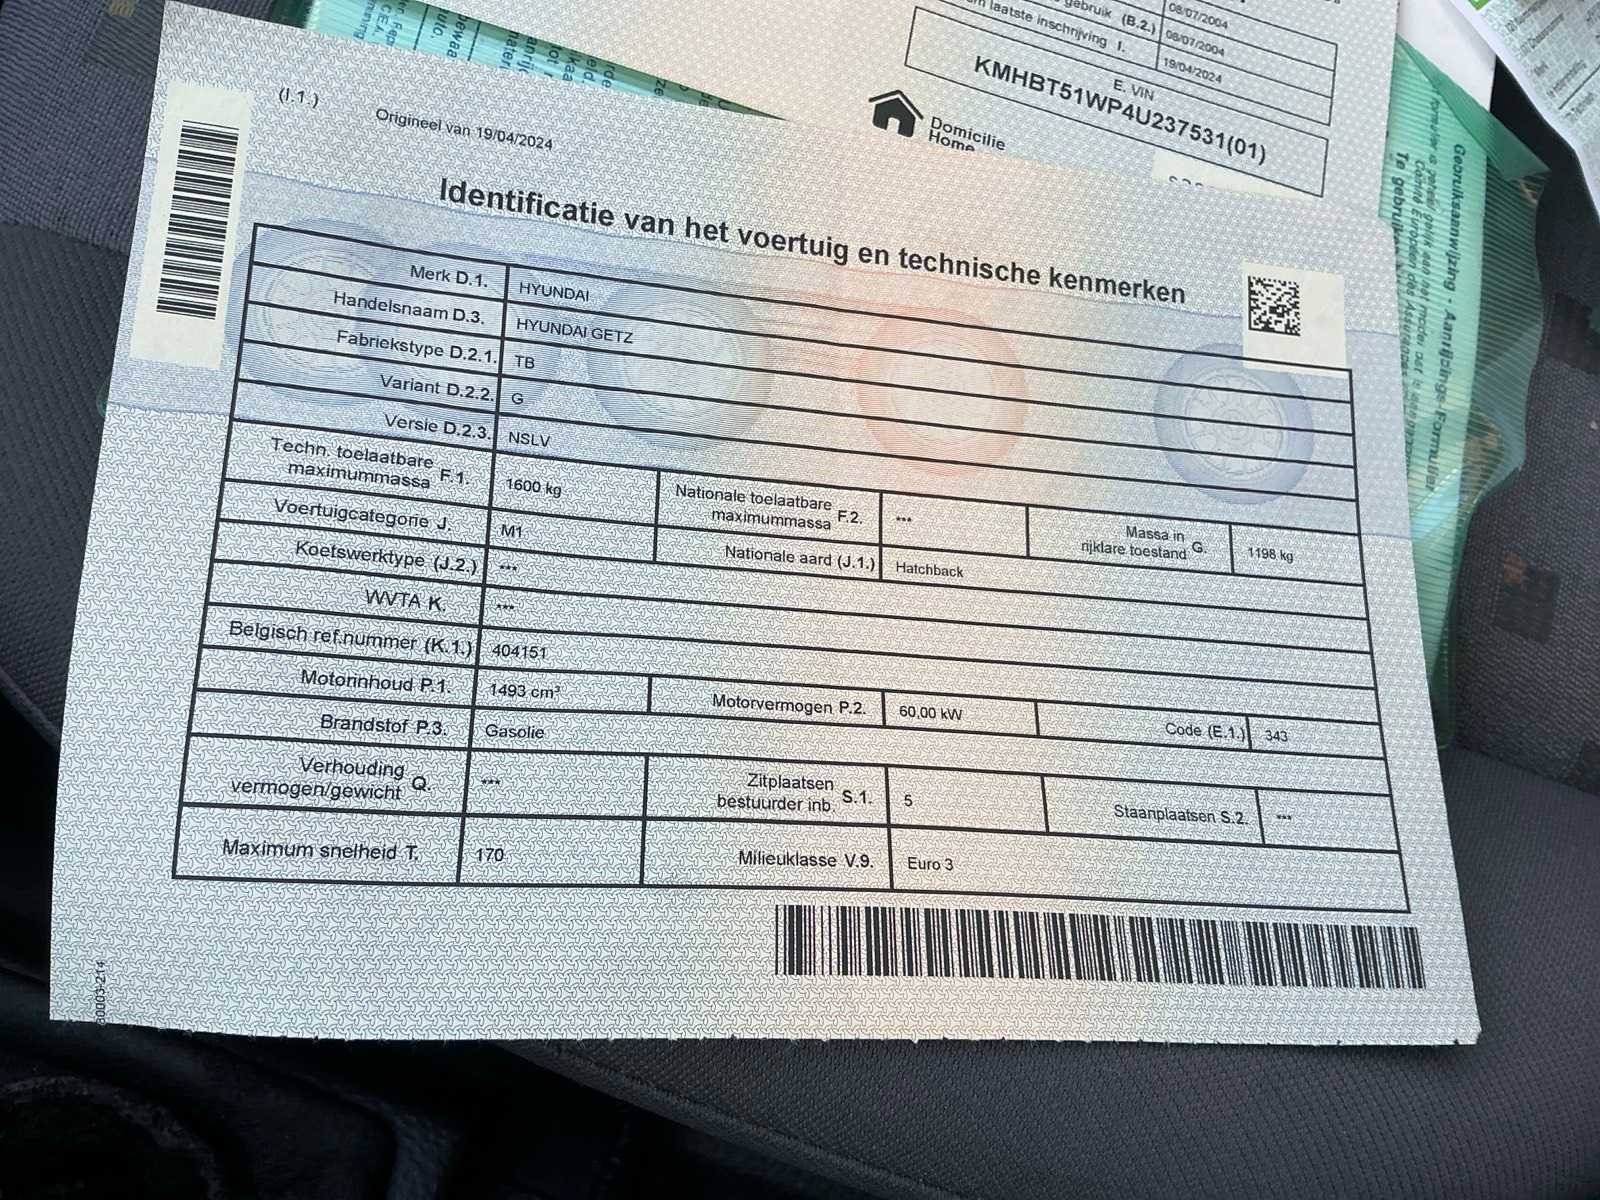 08/07/2004
gebruik (B.2.) 08/07/2004
laatste inschrijving I. 19/04/2024
E. VIN
KMHBT51WP4U237531(01)
Domicilie
Home
(I.1.)
Origineel van 19/04/2024
Identificatie van het voertuig en technische kenmerken
Merk D.1. HYUNDAI
Handelsnaam D.3. HYUNDAI GETZ
Fabriekstype D.2.1. TB
Variant D.2.2. G
Versie D.2.3. NSLV
Techn. toelaatbare
maximummassa F.1. 1600 kg
Nationale toelaatbare
maximummassa F.2. ***
Massa in
rijklare toestand G. 1198 kg
Voertuigcategorie J. M1 Nationale aard (J.1.) Hatchback
Koetswerktype (J.2.) ***
WVTA K. ***
Belgisch ref.nummer (K.1.) 404151
Motorinhoud P.1. 1493 cm³ Motorvermogen P.2. 60,00 kW Code (E.1.) 343
Brandstof P.3. Gasolie
Verhouding
vermogen/gewicht Q. ***
Zitplaatsen
bestuurder inb. S.1. 5
Staanplaatsen S.2. ***
Maximum snelheid T. 170 Milieuklasse V.9. Euro 3
Gebruiksaanwijzing - Aanrijdings-Formulier
Te